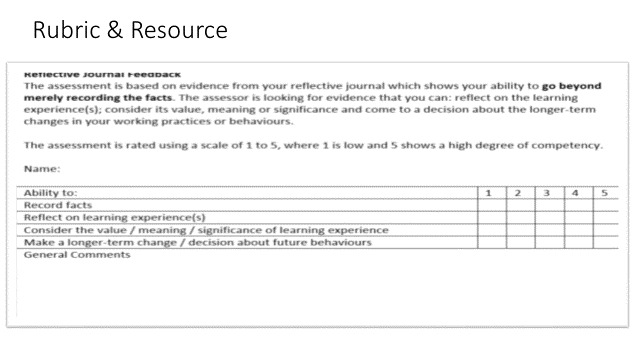 Rubric & Resource
Reflective Journal Feedback
The assessment is based on evidence from your reflective journal which shows your ability to go beyond
merely recording the facts. The assessor is looking for evidence that you can: reflect on the learning
experience(s); consider its value, meaning or significance and come to a decision about the longer-term
changes in your working practices or behaviours.
The assessment is rated using a scale of 1 to 5, where 1 is low and 5 shows a high degree of competency.
Name:
Ability to: 1 2 3 4 5
Record facts
Reflect on learning experience(s)
Consider the value / meaning / significance of learning experience
Make a longer-term change / decision about future behaviours
General Comments